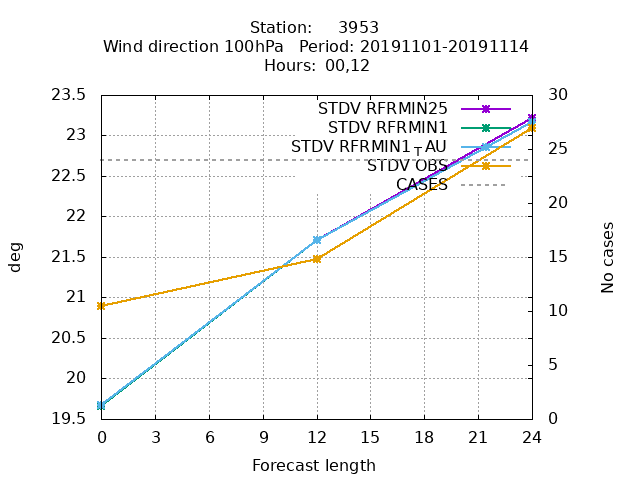 Station: 3953
Wind direction 100hPa Period: 20191101-20191114
Hours: 00,12
23.5
23
22.5
22
21.5
21
20.5
20
19.5
deg
30
25
20
15
10
5
0
No cases
STDV RFRMIN25
STDV RFRMIN1
STDV RFRMIN1_TAU
STDV OBS
CASES
0 3 6 9 12 15 18 21 24
Forecast length